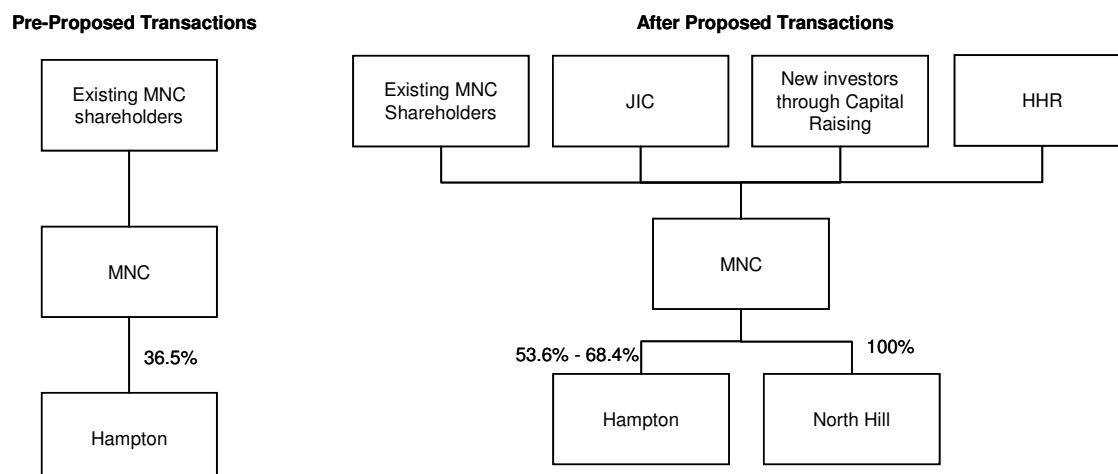 Pre-Proposed Transactions
Existing MNC
shareholders
MNC
36.5%
Hampton
After Proposed Transactions
Existing MNC
Shareholders
JIC
New investors
through Capital
Raising
HHR
MNC
53.6% - 68.4%
100%
Hampton
North Hill